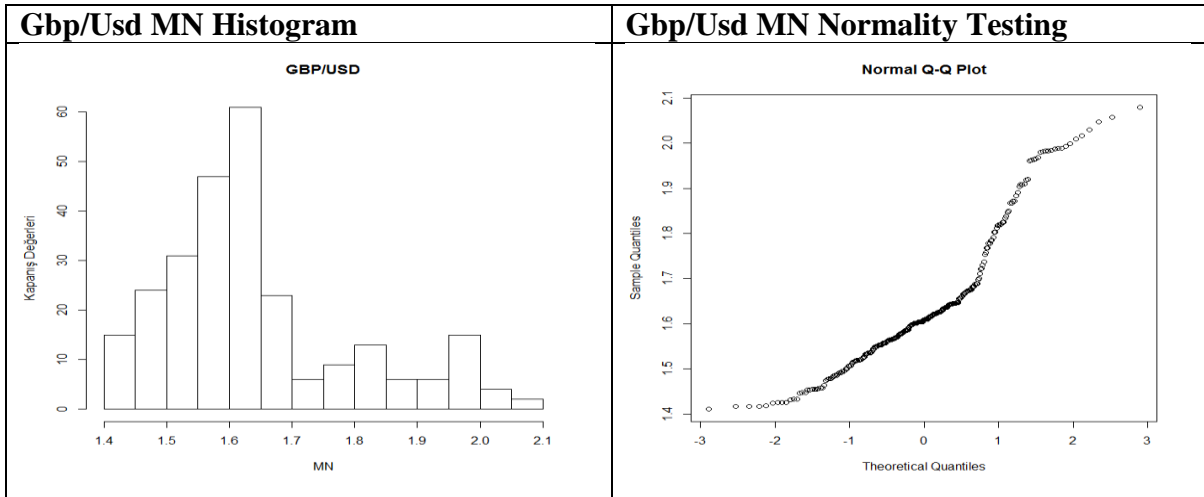 Gbp/Usd MN Histogram
GBP/USD
Kapanış Değerleri
60
50
40
30
20
10
0
1.4 1.5 1.6 1.7 1.8 1.9 2.0 2.1
MN
Gbp/Usd MN Normality Testing
Normal Q-Q Plot
Sample Quantiles
2.1
2.0
1.9
1.8
1.7
1.6
1.5
1.4
-3 -2 -1 0 1 2 3
Theoretical Quantiles